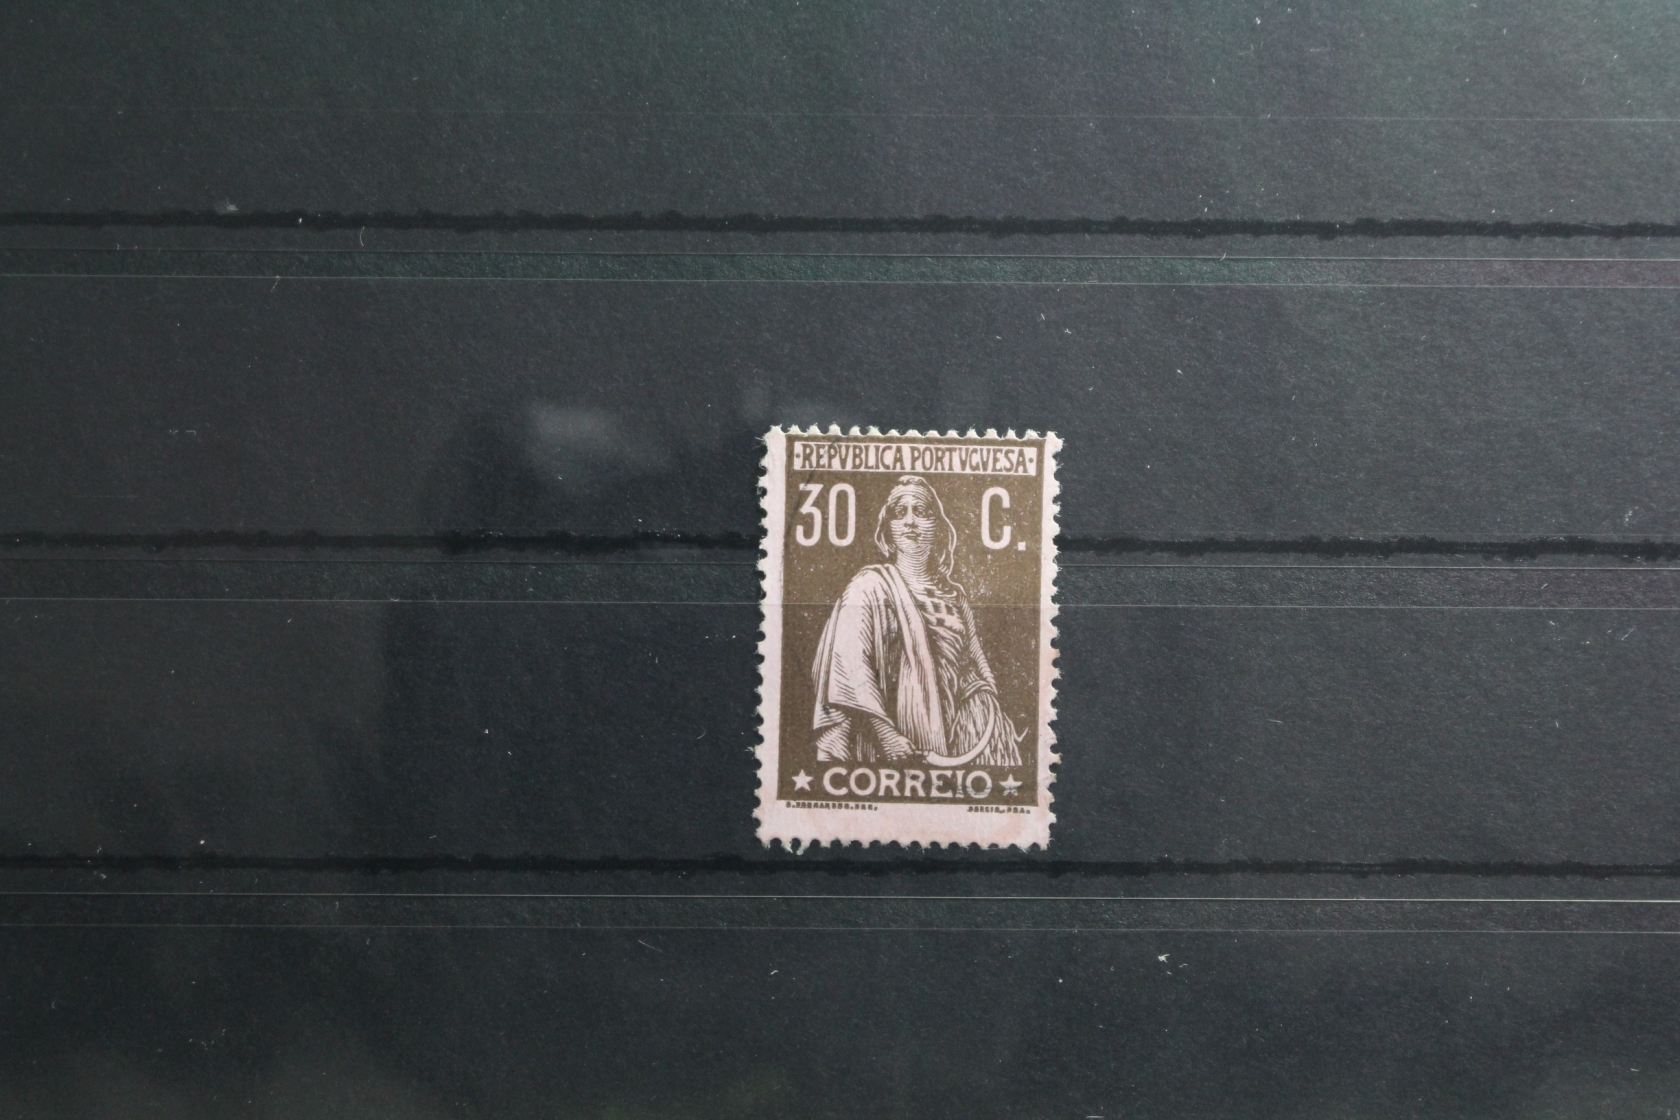 ·REPVBLICA PORTVGVESA·
30 C.
CORREIO